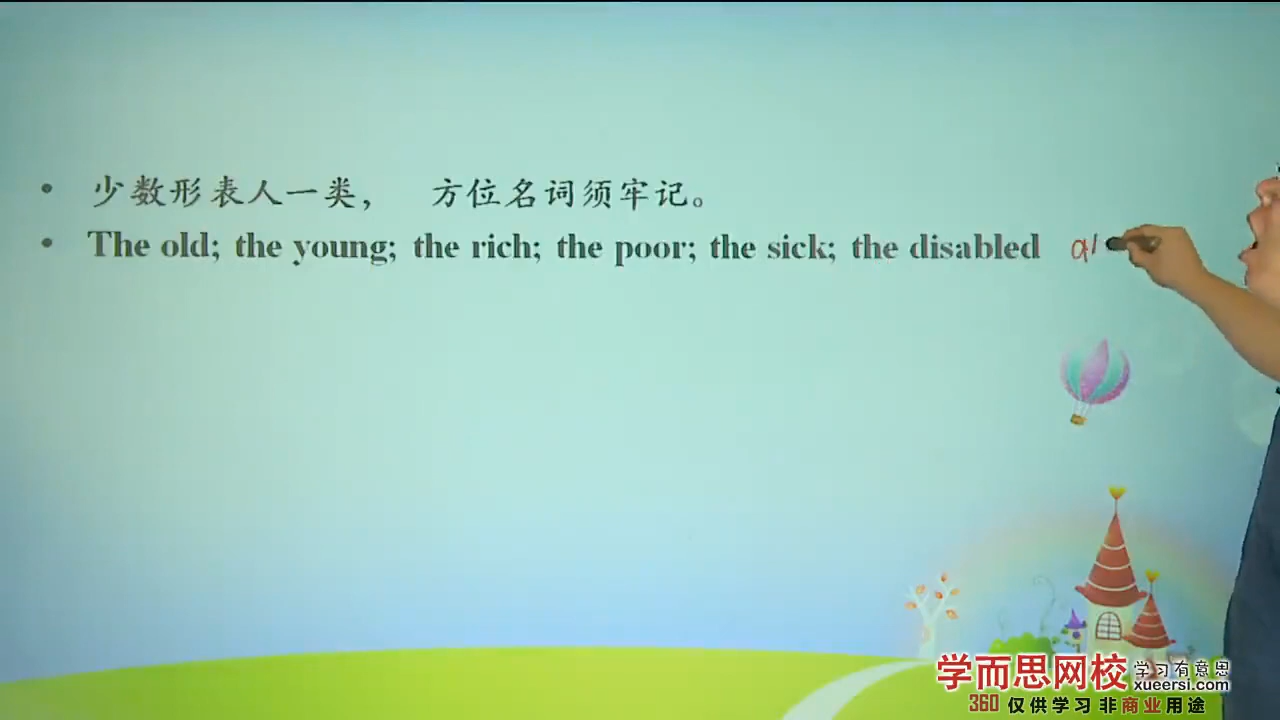 • 少数形表人一类， 方位名词须牢记。
• The old; the young; the rich; the poor; the sick; the disabled
学而思网校 学习有意思
xueersi.com
360 仅供学习 非商业用途